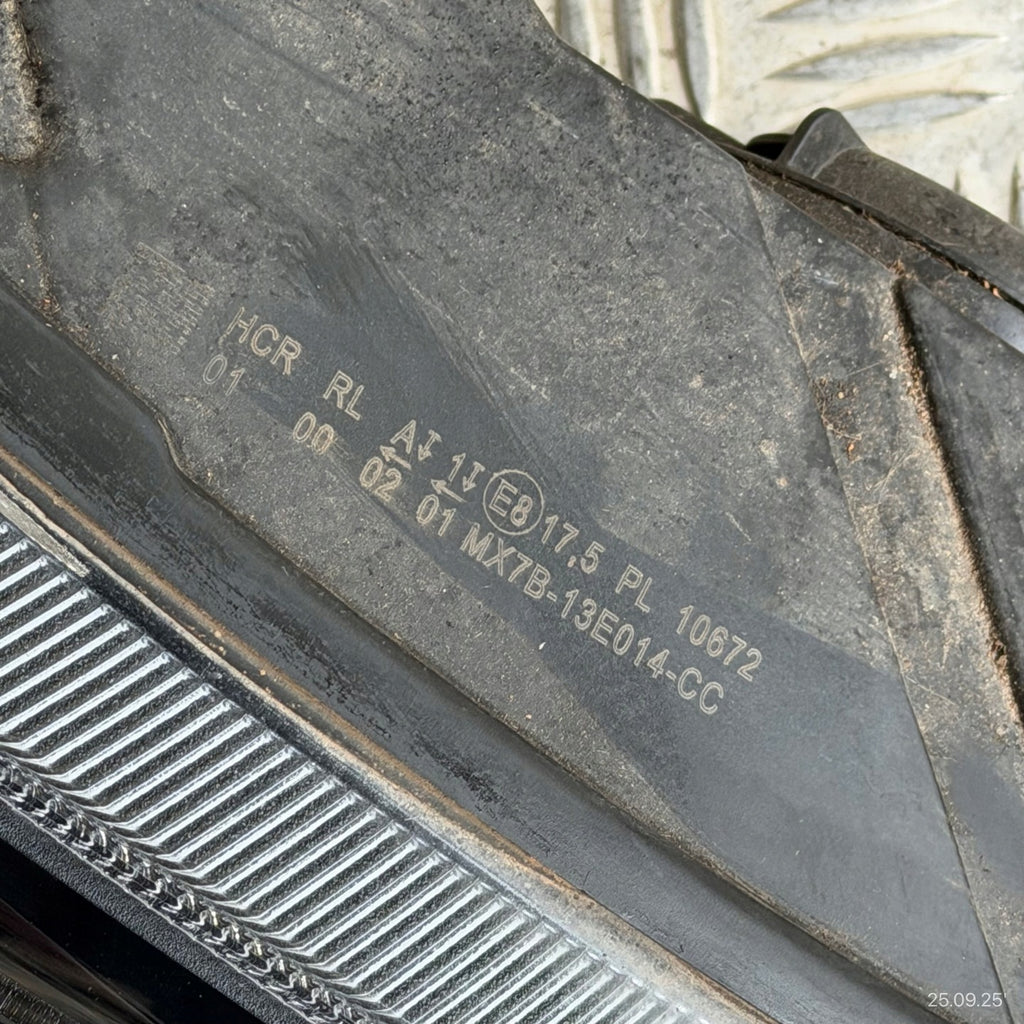 HCR RL A↕ 1↕ E8 17,5 PL 10672
01 00 02 01 MX7B-13E014-CC
25.09.25